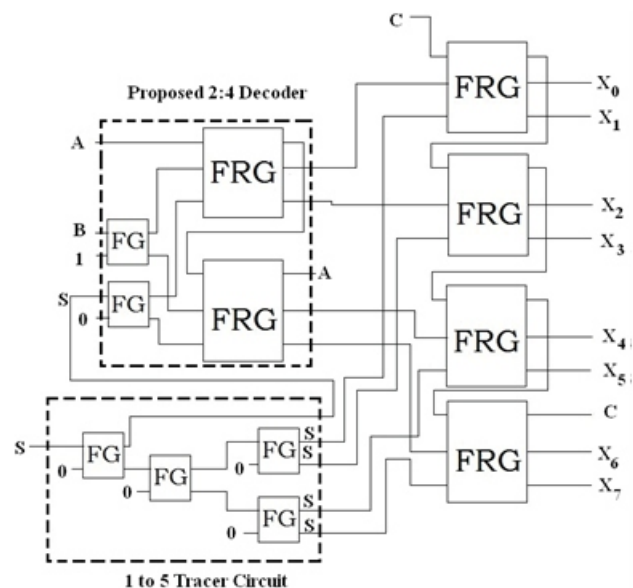 C
FRG
X0
X1
Proposed 2:4 Decoder
A
FRG
FRG
X2
X3
B
FG
1
S
FG
0
FRG
A
FRG
X4
X5
C
FRG
X6
X7
S
FG
0
FG
0
FG
S
S
0
FG
S
S
0
1 to 5 Tracer Circuit